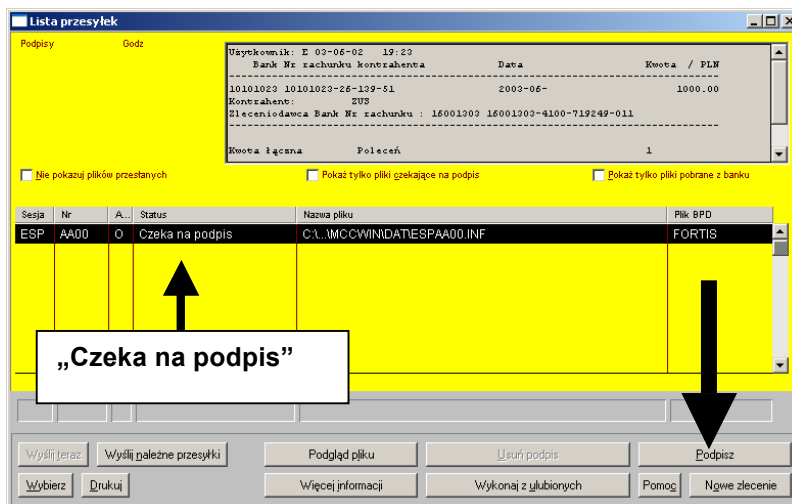 Lista przesyłek
Podpisy Godz
Użytkownik: E 03-06-02 19:23
Bank Nr rachunku kontrahenta Data Kwota / PLN
10101023 10101023-26-139-51 2003-06- 1000.00
Kontrahent: ZUS
Zleceniodawca Bank Nr rachunku : 16001303 16001303-4100-719249-011
Kwota łączna Poleceń 1
Nie pokazuj plików przesłanych Pokaż tylko pliki czekające na podpis Pokaż tylko pliki pobrane z banku
Sesja Nr A... Status Nazwa pliku Plik BPD
ESP AA00 O Czeka na podpis C:\...\MCCWIN\DAT\ESPAA00.INF FORTIS
„Czeka na podpis”
Wyślij teraz Wyślij należne przesyłki Podgląd pliku Usuń podpis Podpisz
Wybierz Drukuj Więcej informacji Wykonaj z ulubionych Pomoc Nowe zlecenie